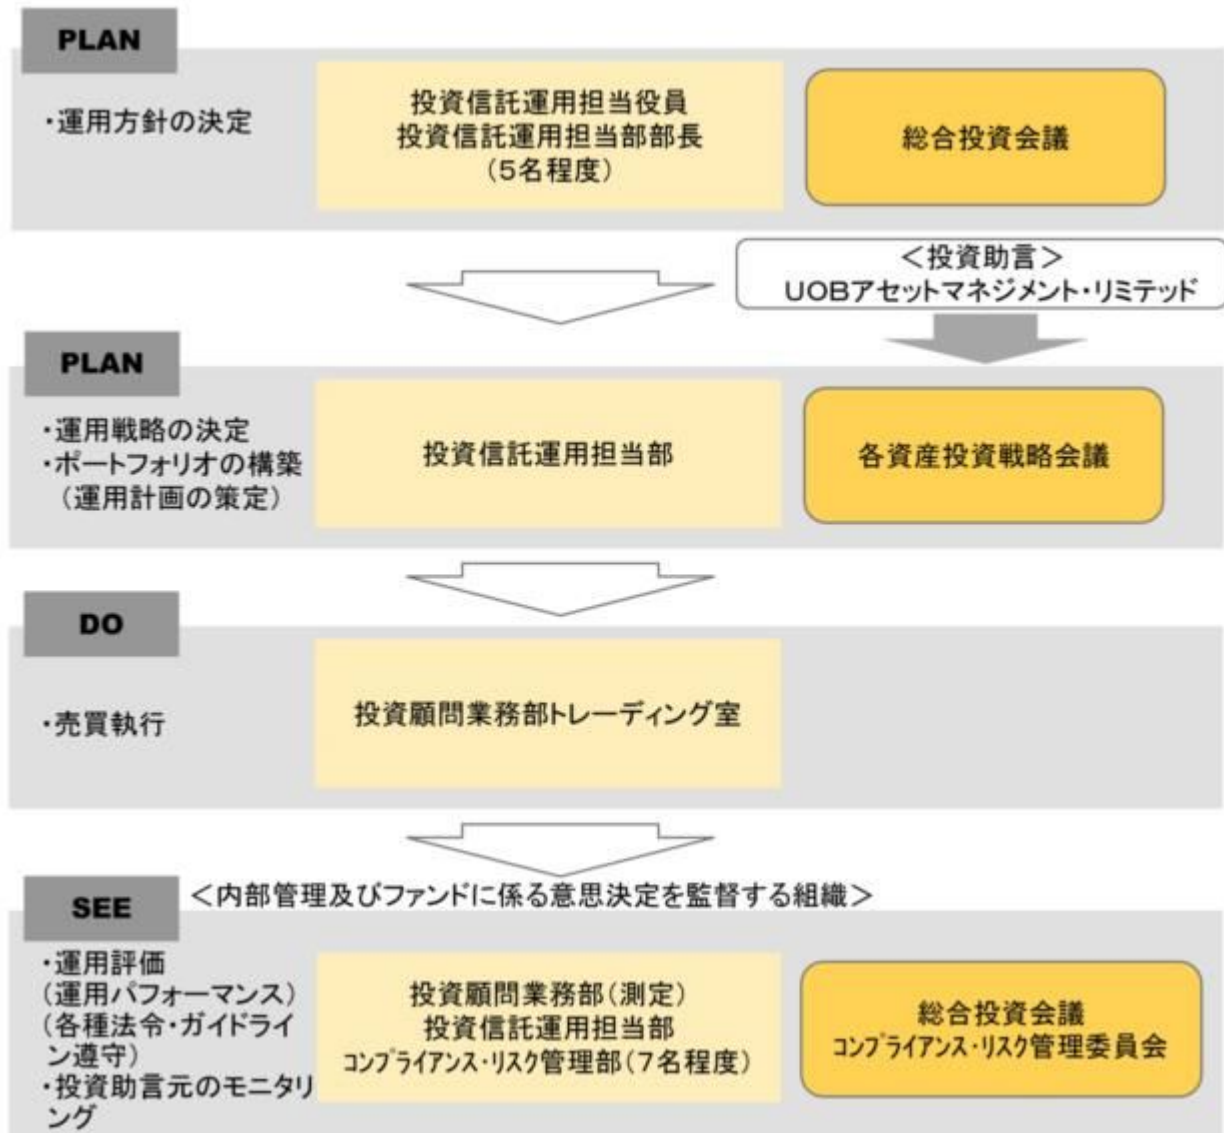 PLAN
・運用方針の決定
投資信託運用担当役員
投資信託運用担当部部長
(5名程度)
総合投資会議
＜投資助言＞
UOBアセットマネジメント・リミテッド
PLAN
・運用戦略の決定
・ポートフォリオの構築
(運用計画の策定)
投資信託運用担当部
各資産投資戦略会議
DO
・売買執行
投資顧問業務部トレーディング室
SEE
＜内部管理及びファンドに係る意思決定を監督する組織＞
・運用評価
(運用パフォーマンス)
(各種法令・ガイドライ
ン遵守)
・投資助言元のモニタリ
ング
投資顧問業務部(測定)
投資信託運用担当部
コンプライアンス・リスク管理部(7名程度)
総合投資会議
コンプライアンス・リスク管理委員会